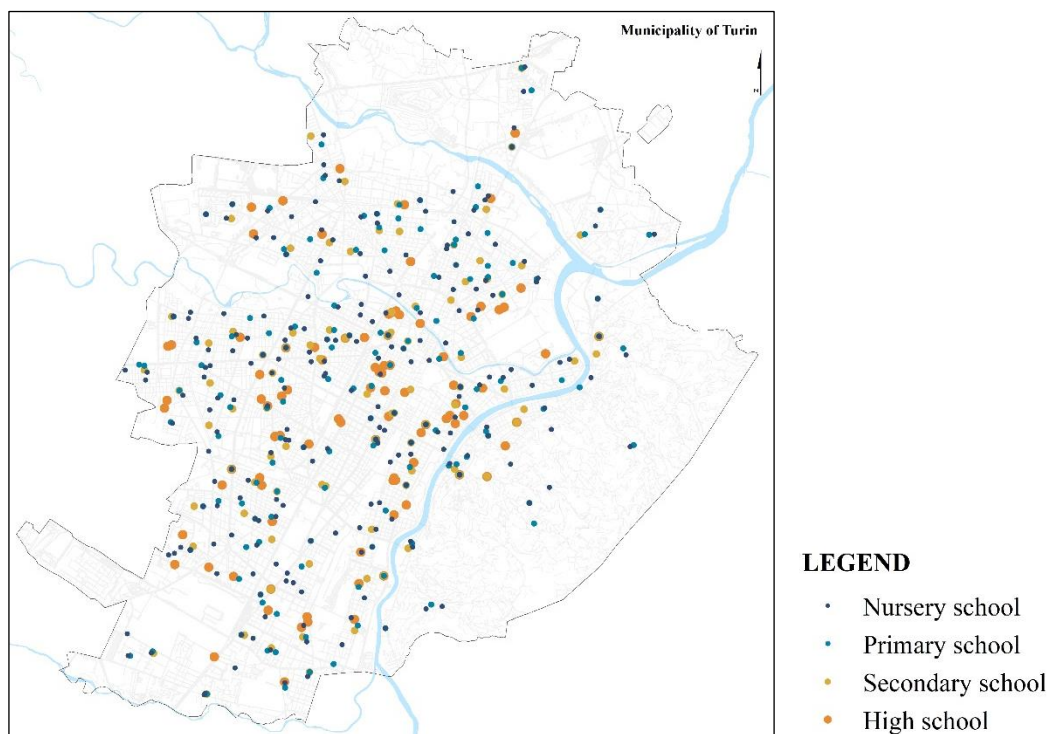 Municipality of Turin
N
LEGEND
Nursery school
Primary school
Secondary school
High school